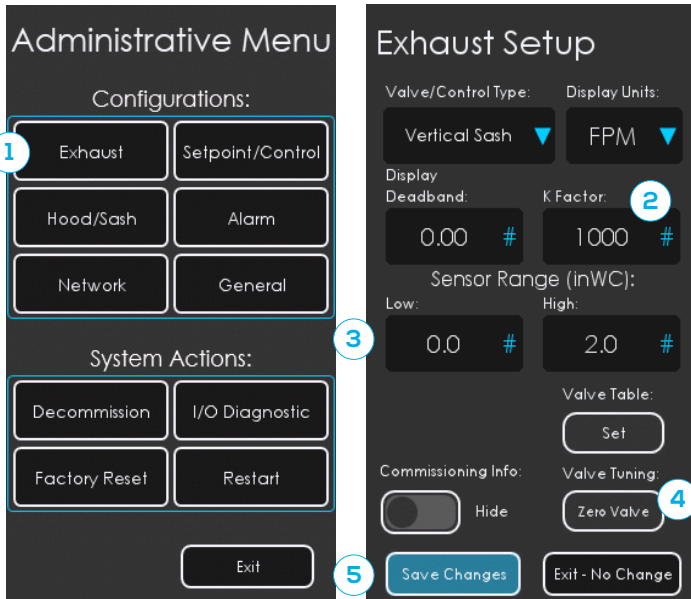 Administrative Menu
Configurations:
1
Exhaust
Setpoint/Control
Hood/Sash
Alarm
Network
General
System Actions:
Decommission
I/O Diagnostic
Factory Reset
Restart
Exit
Exhaust Setup
Valve/Control Type:
Display Units:
Vertical Sash
FPM
Display
Deadband:
K Factor:
2
0.00 #
1000 #
Sensor Range (inWC):
Low:
High:
3
0.0 #
2.0 #
Valve Table:
Set
Commissioning Info:
Valve Tuning:
Hide
Zero Valve
4
5
Save Changes
Exit - No Change